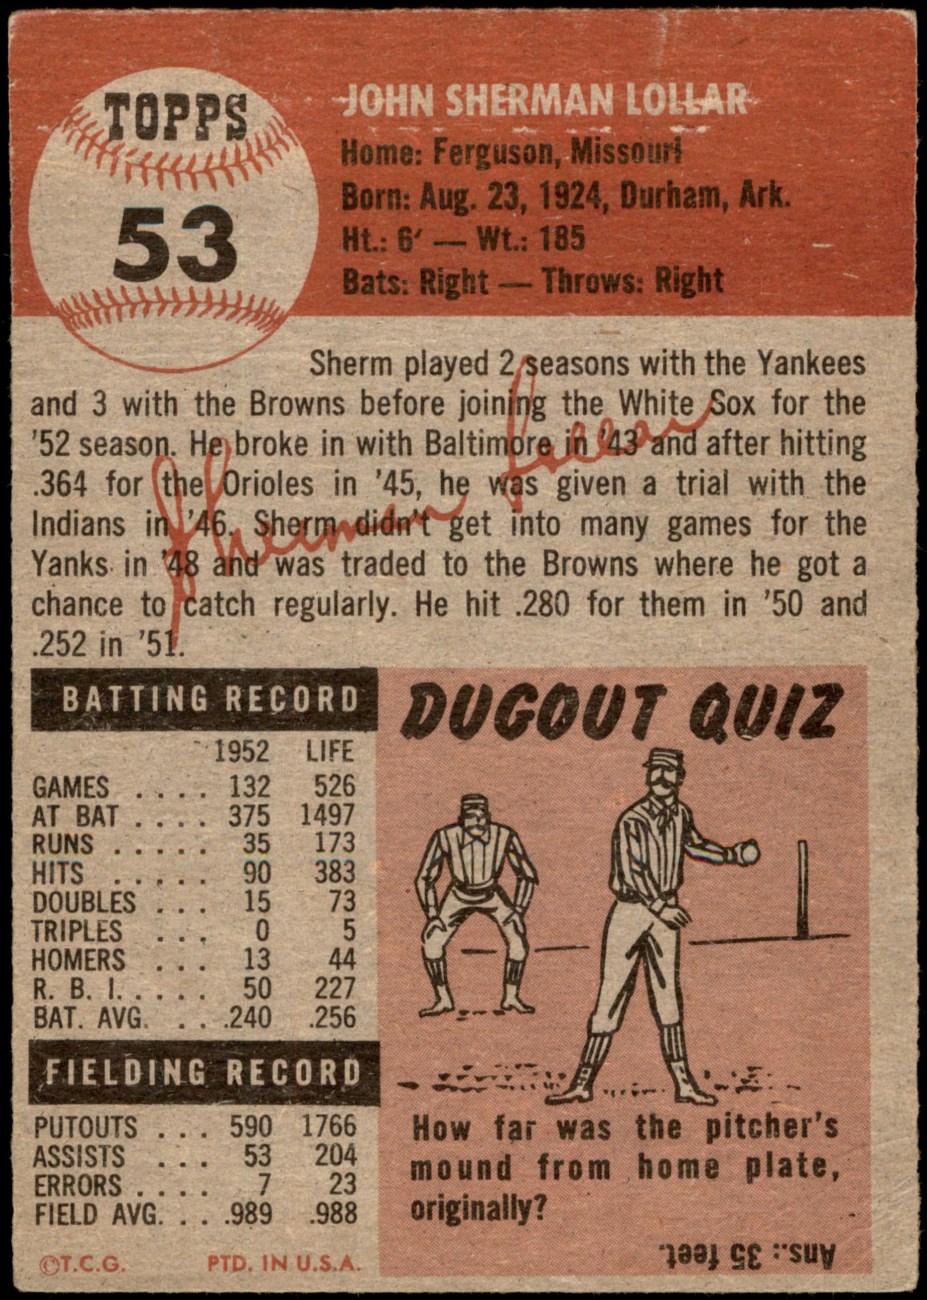 TOPPS
53
JOHN SHERMAN LOLLAR
Home: Ferguson, Missouri
Born: Aug. 23, 1924, Durham, Ark.
Ht.: 6' — Wt.: 185
Bats: Right — Throws: Right
Sherm played 2 seasons with the Yankees
and 3 with the Browns before joining the White Sox for the
'52 season. He broke in with Baltimore in '43 and after hitting
.364 for the Orioles in '45, he was given a trial with the
Indians in '46. Sherm didn't get into many games for the
Yanks in '48 and was traded to the Browns where he got a
chance to catch regularly. He hit .280 for them in '50 and
.252 in '51.
Sherman Lollar
BATTING RECORD
1952 LIFE
GAMES . . . . 132 526
AT BAT . . . . 375 1497
RUNS . . . . . 35 173
HITS . . . . . 90 383
DOUBLES . . . 15 73
TRIPLES . . . 0 5
HOMERS . . . 13 44
R. B. I. . . . . 50 227
BAT. AVG. . . .240 .256
FIELDING RECORD
PUTOUTS . . . 590 1766
ASSISTS . . . 53 204
ERRORS . . . . 7 23
FIELD AVG. . . .989 .988
©T.C.G. PTD. IN U.S.A.
DUGOUT QUIZ
How far was the pitcher's
mound from home plate,
originally?
Ans.: 35 feet.